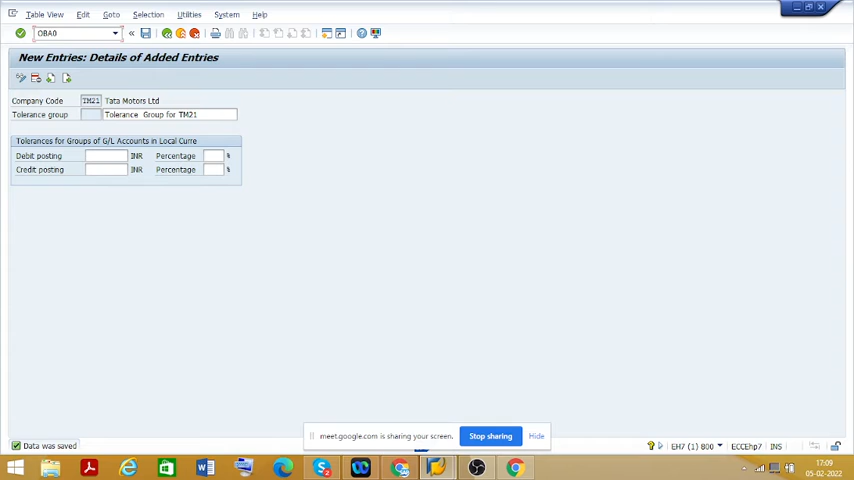 Table View Edit Goto Selection Utilities System Help
OBA0
New Entries: Details of Added Entries
Company Code TM21 Tata Motors Ltd
Tolerance group Tolerance Group for TM21
Tolerances for Groups of G/L Accounts in Local Curre
Debit posting INR Percentage %
Credit posting INR Percentage %
meet.google.com is sharing your screen. Stop sharing Hide
Data was saved
EH7 (1) 800 ECCEhp7 INS
17:09
05-02-2022